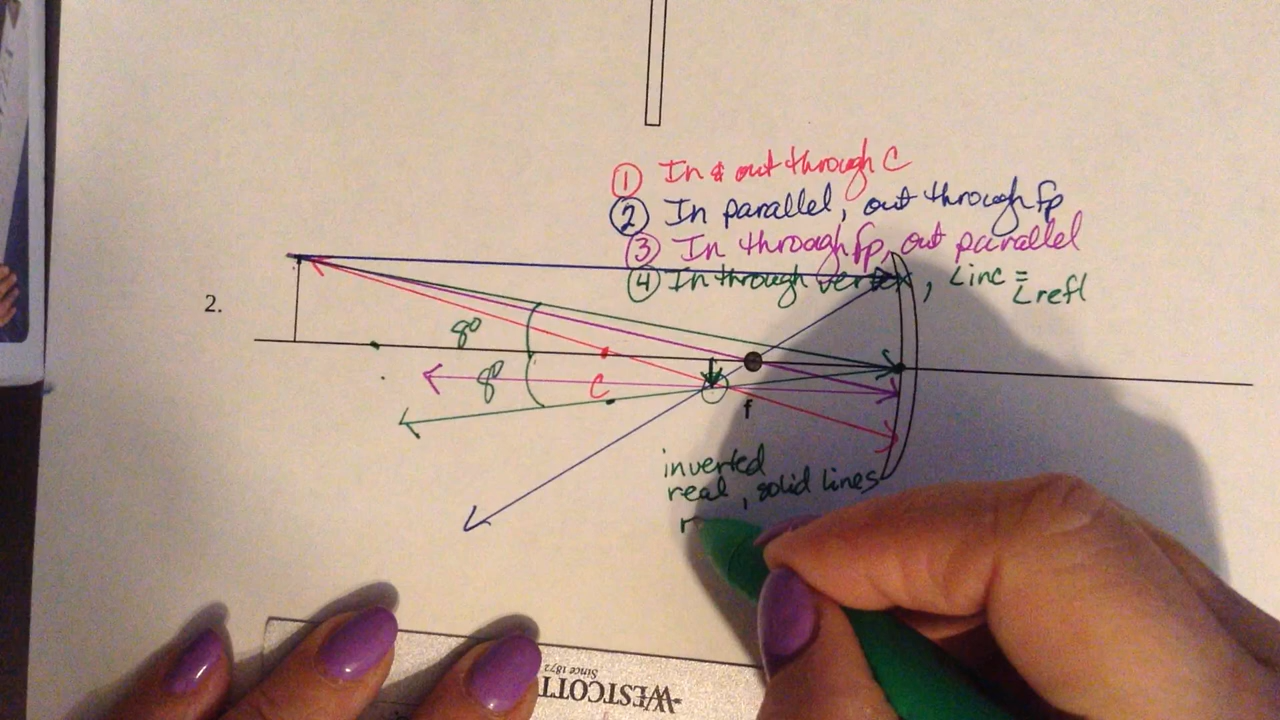 ① In & out through C
② In parallel, out through fp
③ In through fp, out parallel
④ In through vertex, ∠inc =
∠refl
2.
8°
8°
C
f
inverted
real, solid lines
r
WESTCOTT
Since 1872